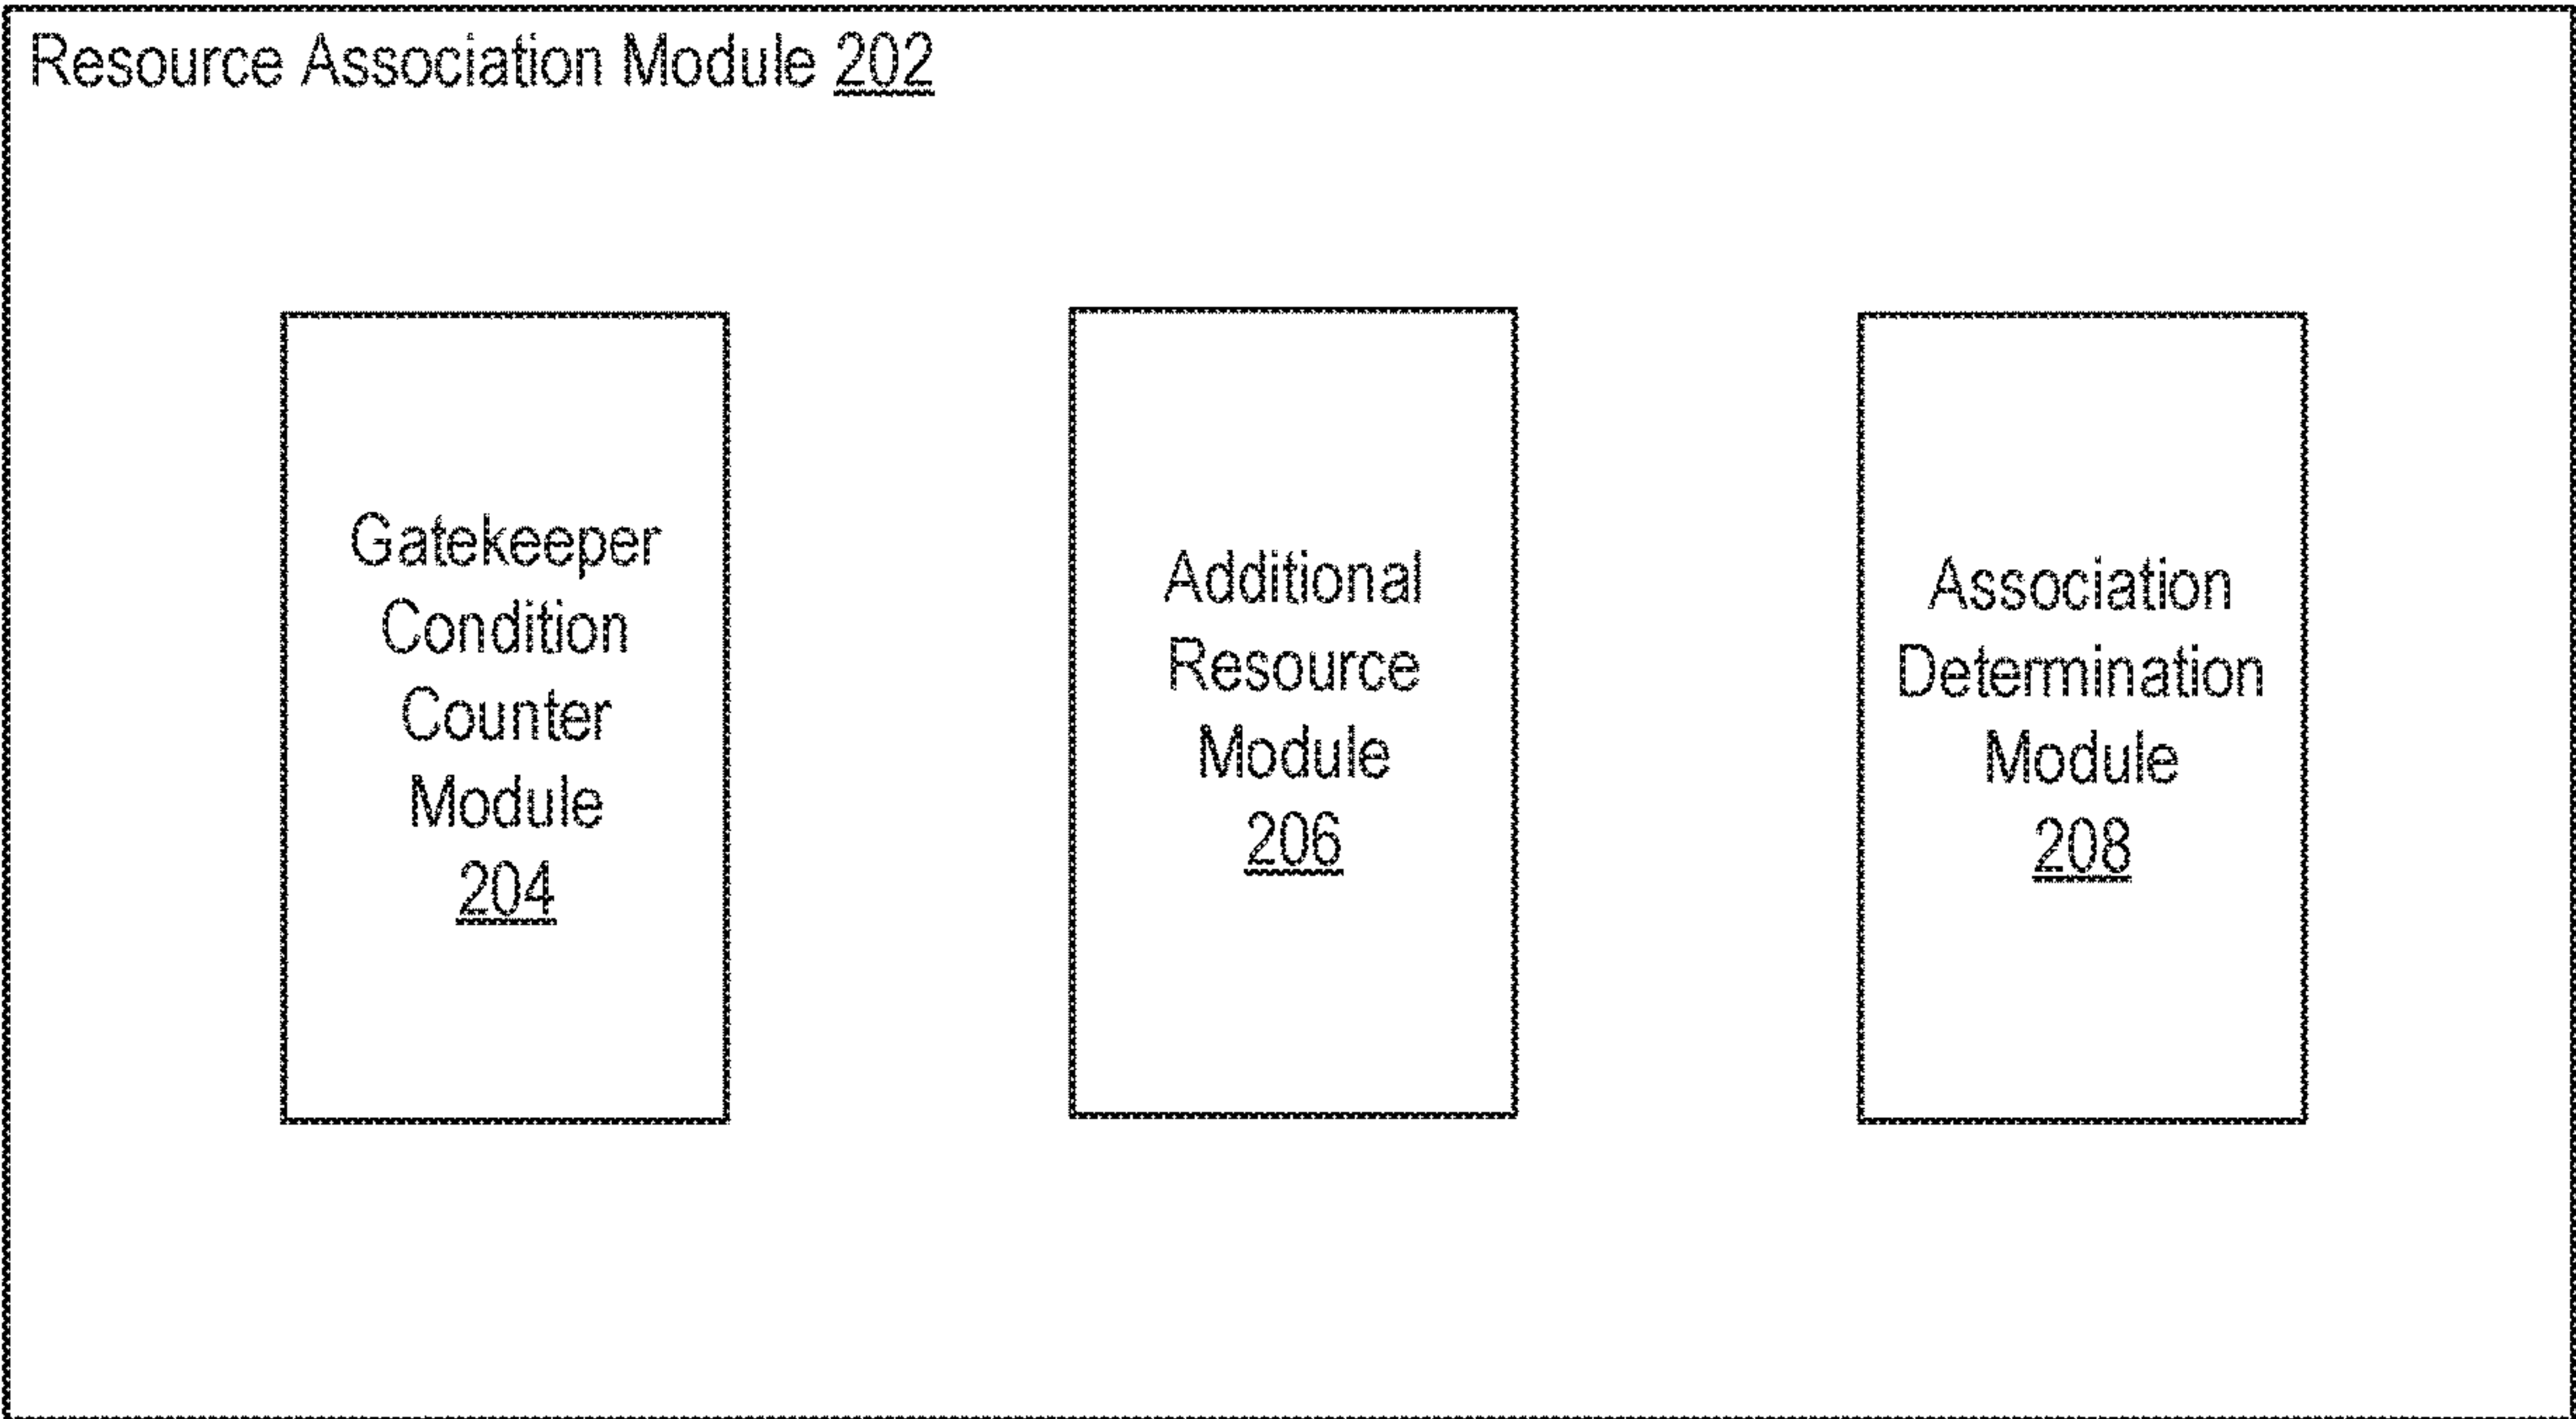 Resource Association Module 202
Gatekeeper
Condition
Counter
Module
204
Additional
Resource
Module
206
Association
Determination
Module
208